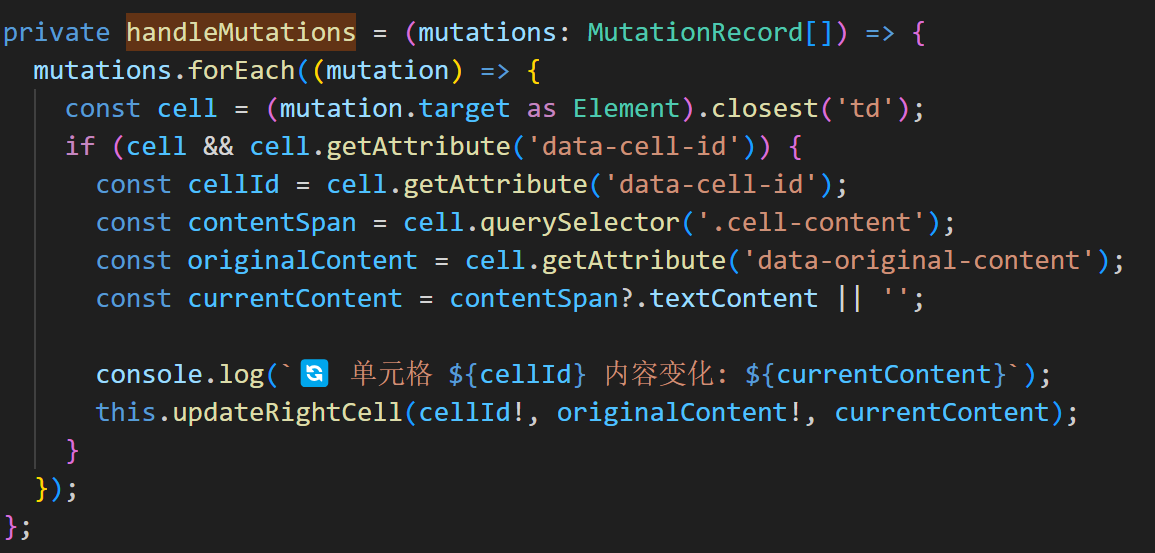 private handleMutations = (mutations: MutationRecord[]) => {
  mutations.forEach((mutation) => {
    const cell = (mutation.target as Element).closest('td');
    if (cell && cell.getAttribute('data-cell-id')) {
      const cellId = cell.getAttribute('data-cell-id');
      const contentSpan = cell.querySelector('.cell-content');
      const originalContent = cell.getAttribute('data-original-content');
      const currentContent = contentSpan?.textContent || '';

      console.log(`🔄 单元格 ${cellId} 内容变化: ${currentContent}`);
      this.updateRightCell(cellId!, originalContent!, currentContent);
    }
  });
};